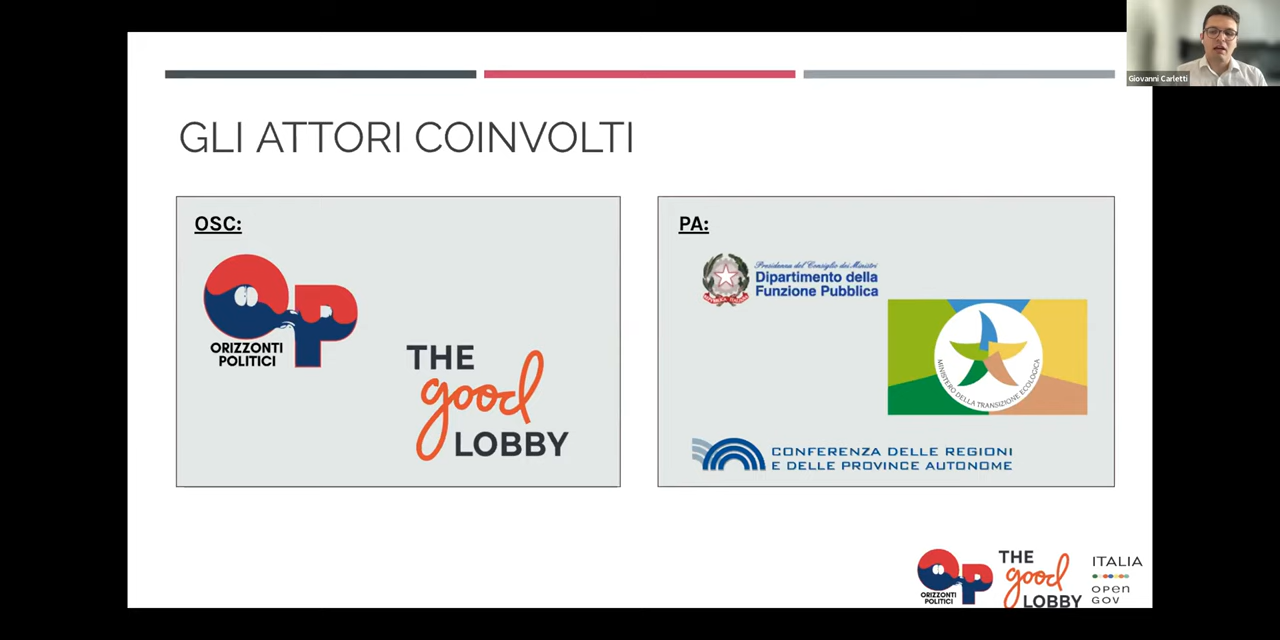 Giovanni Carletti
GLI ATTORI COINVOLTI
OSC:
ORIZZONTI
POLITICI
THE
good
LOBBY
PA:
Presidenza del Consiglio dei Ministri
Dipartimento della
Funzione Pubblica
MINISTERO DELLA TRANSIZIONE ECOLOGICA
CONFERENZA DELLE REGIONI
E DELLE PROVINCE AUTONOME
ORIZZONTI
POLITICI
THE
good
LOBBY
ITALIA
OPEN
GOV